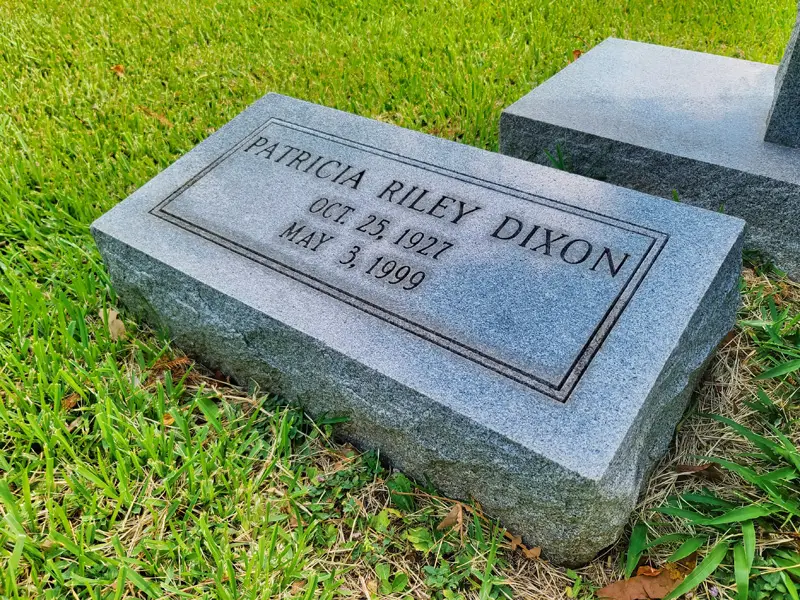 PATRICIA RILEY DIXON
OCT. 25, 1927
MAY 3, 1999